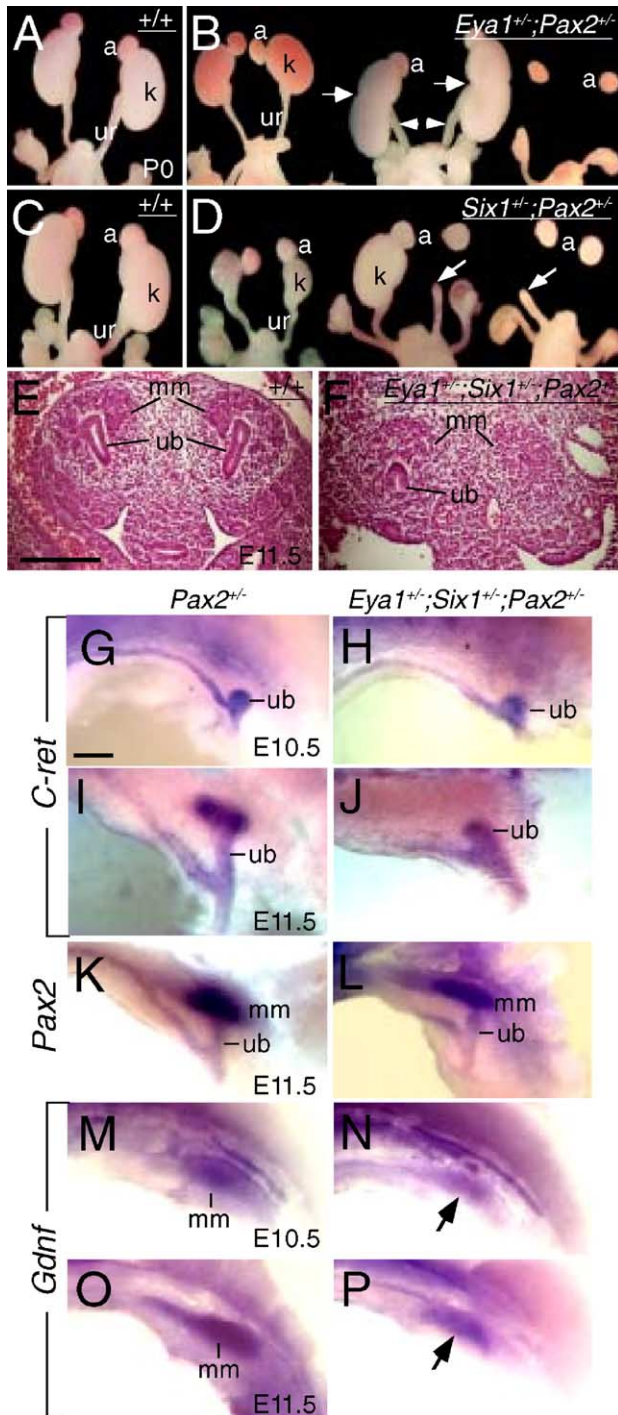 A +/+ B Eya1+/-;Pax2+/-
a a a a
k k
ur ur
P0
C +/+ D Six1+/-;Pax2+/-
a a a a
k k k
ur ur
E +/+ F Eya1+/-;Six1+/-;Pax2+/-
mm mm
ub ub
E11.5
Pax2+/- Eya1+/-;Six1+/-;Pax2+/-
C-ret
G H
ub ub
E10.5
I J
ub ub
E11.5
Pax2
K L
mm mm
ub ub
E11.5
Gdnf
M N
mm
E10.5
O P
mm
E11.5